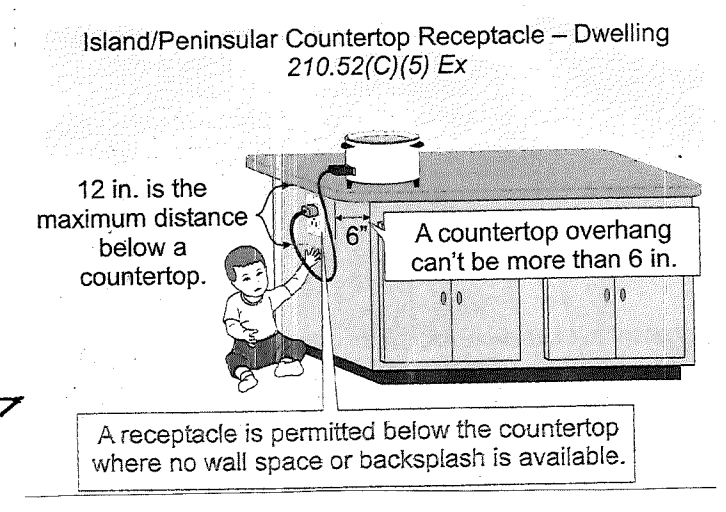 Island/Peninsular Countertop Receptacle – Dwelling
210.52(C)(5) Ex
12 in. is the
maximum distance
below a
countertop.
6"
A countertop overhang
can't be more than 6 in.
A receptacle is permitted below the countertop
where no wall space or backsplash is available.